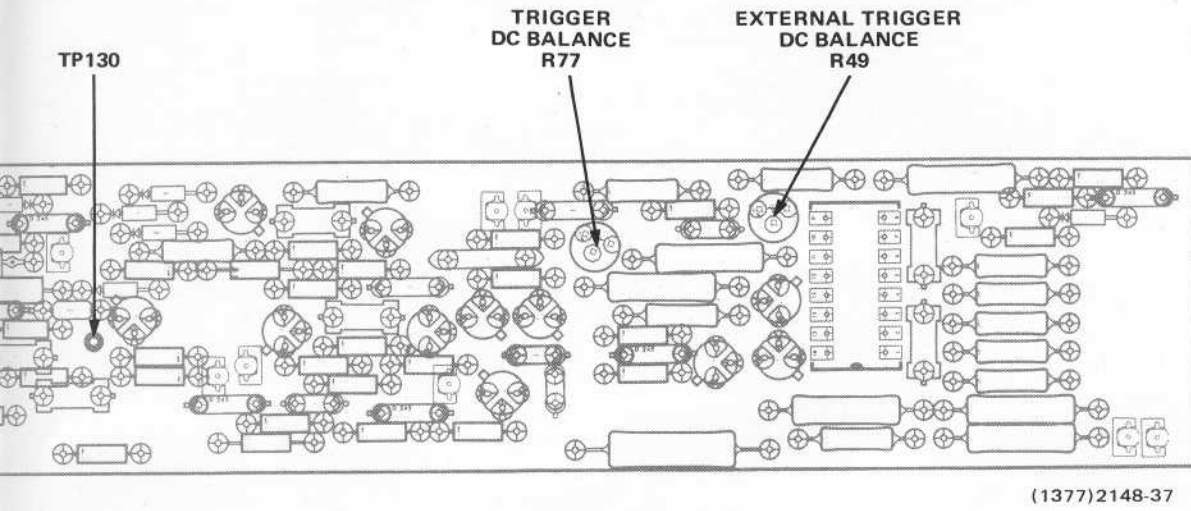 TRIGGER
DC BALANCE
R77
EXTERNAL TRIGGER
DC BALANCE
R49
TP130
(1377)2148-37